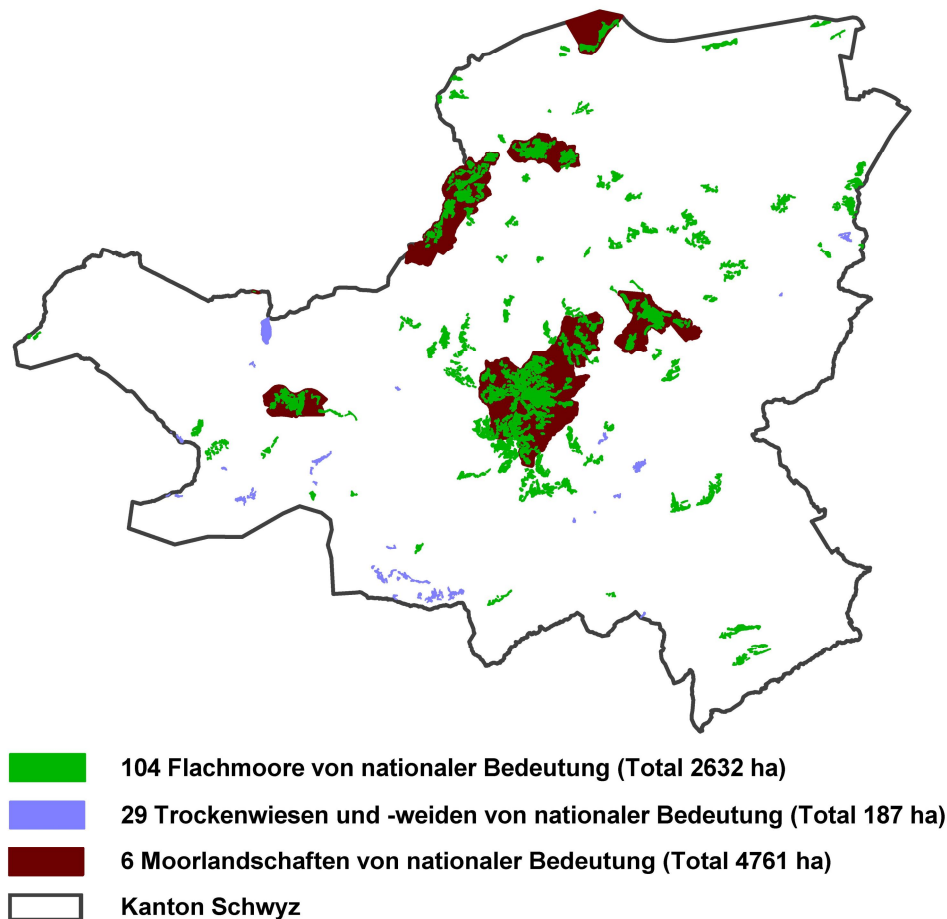 104 Flachmoore von nationaler Bedeutung (Total 2632 ha)
29 Trockenwiesen und -weiden von nationaler Bedeutung (Total 187 ha)
6 Moorlandschaften von nationaler Bedeutung (Total 4761 ha)
Kanton Schwyz